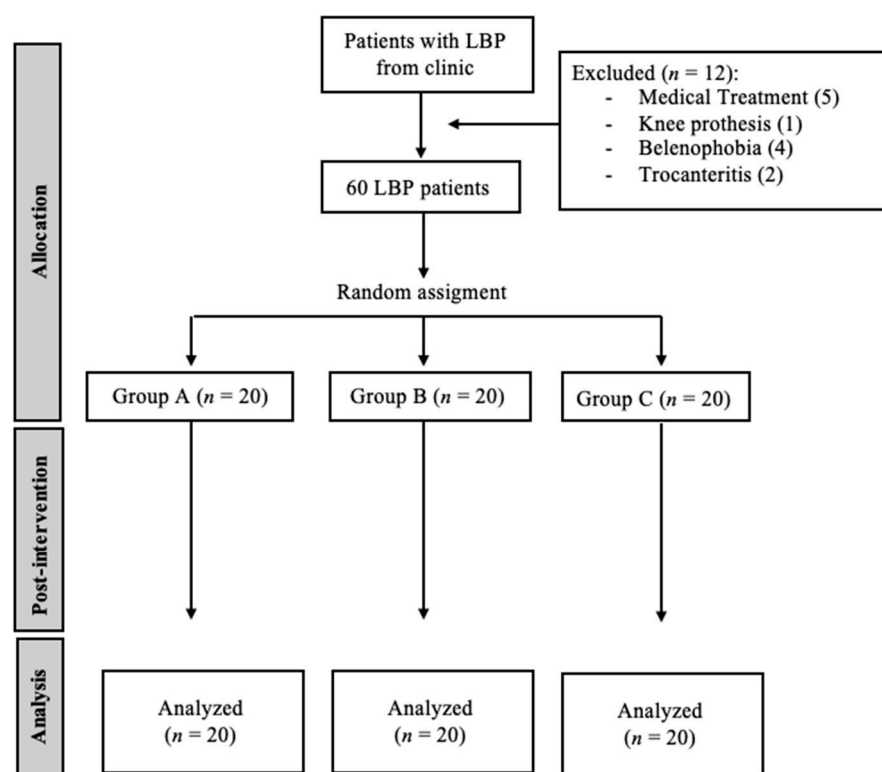 Patients with LBP
from clinic
Excluded (n = 12):
- Medical Treatment (5)
- Knee prothesis (1)
- Belenophobia (4)
- Trocanteritis (2)
60 LBP patients
Allocation
Random assigment
Group A (n = 20)
Group B (n = 20)
Group C (n = 20)
Post-intervention
Analysis
Analyzed
(n = 20)
Analyzed
(n = 20)
Analyzed
(n = 20)